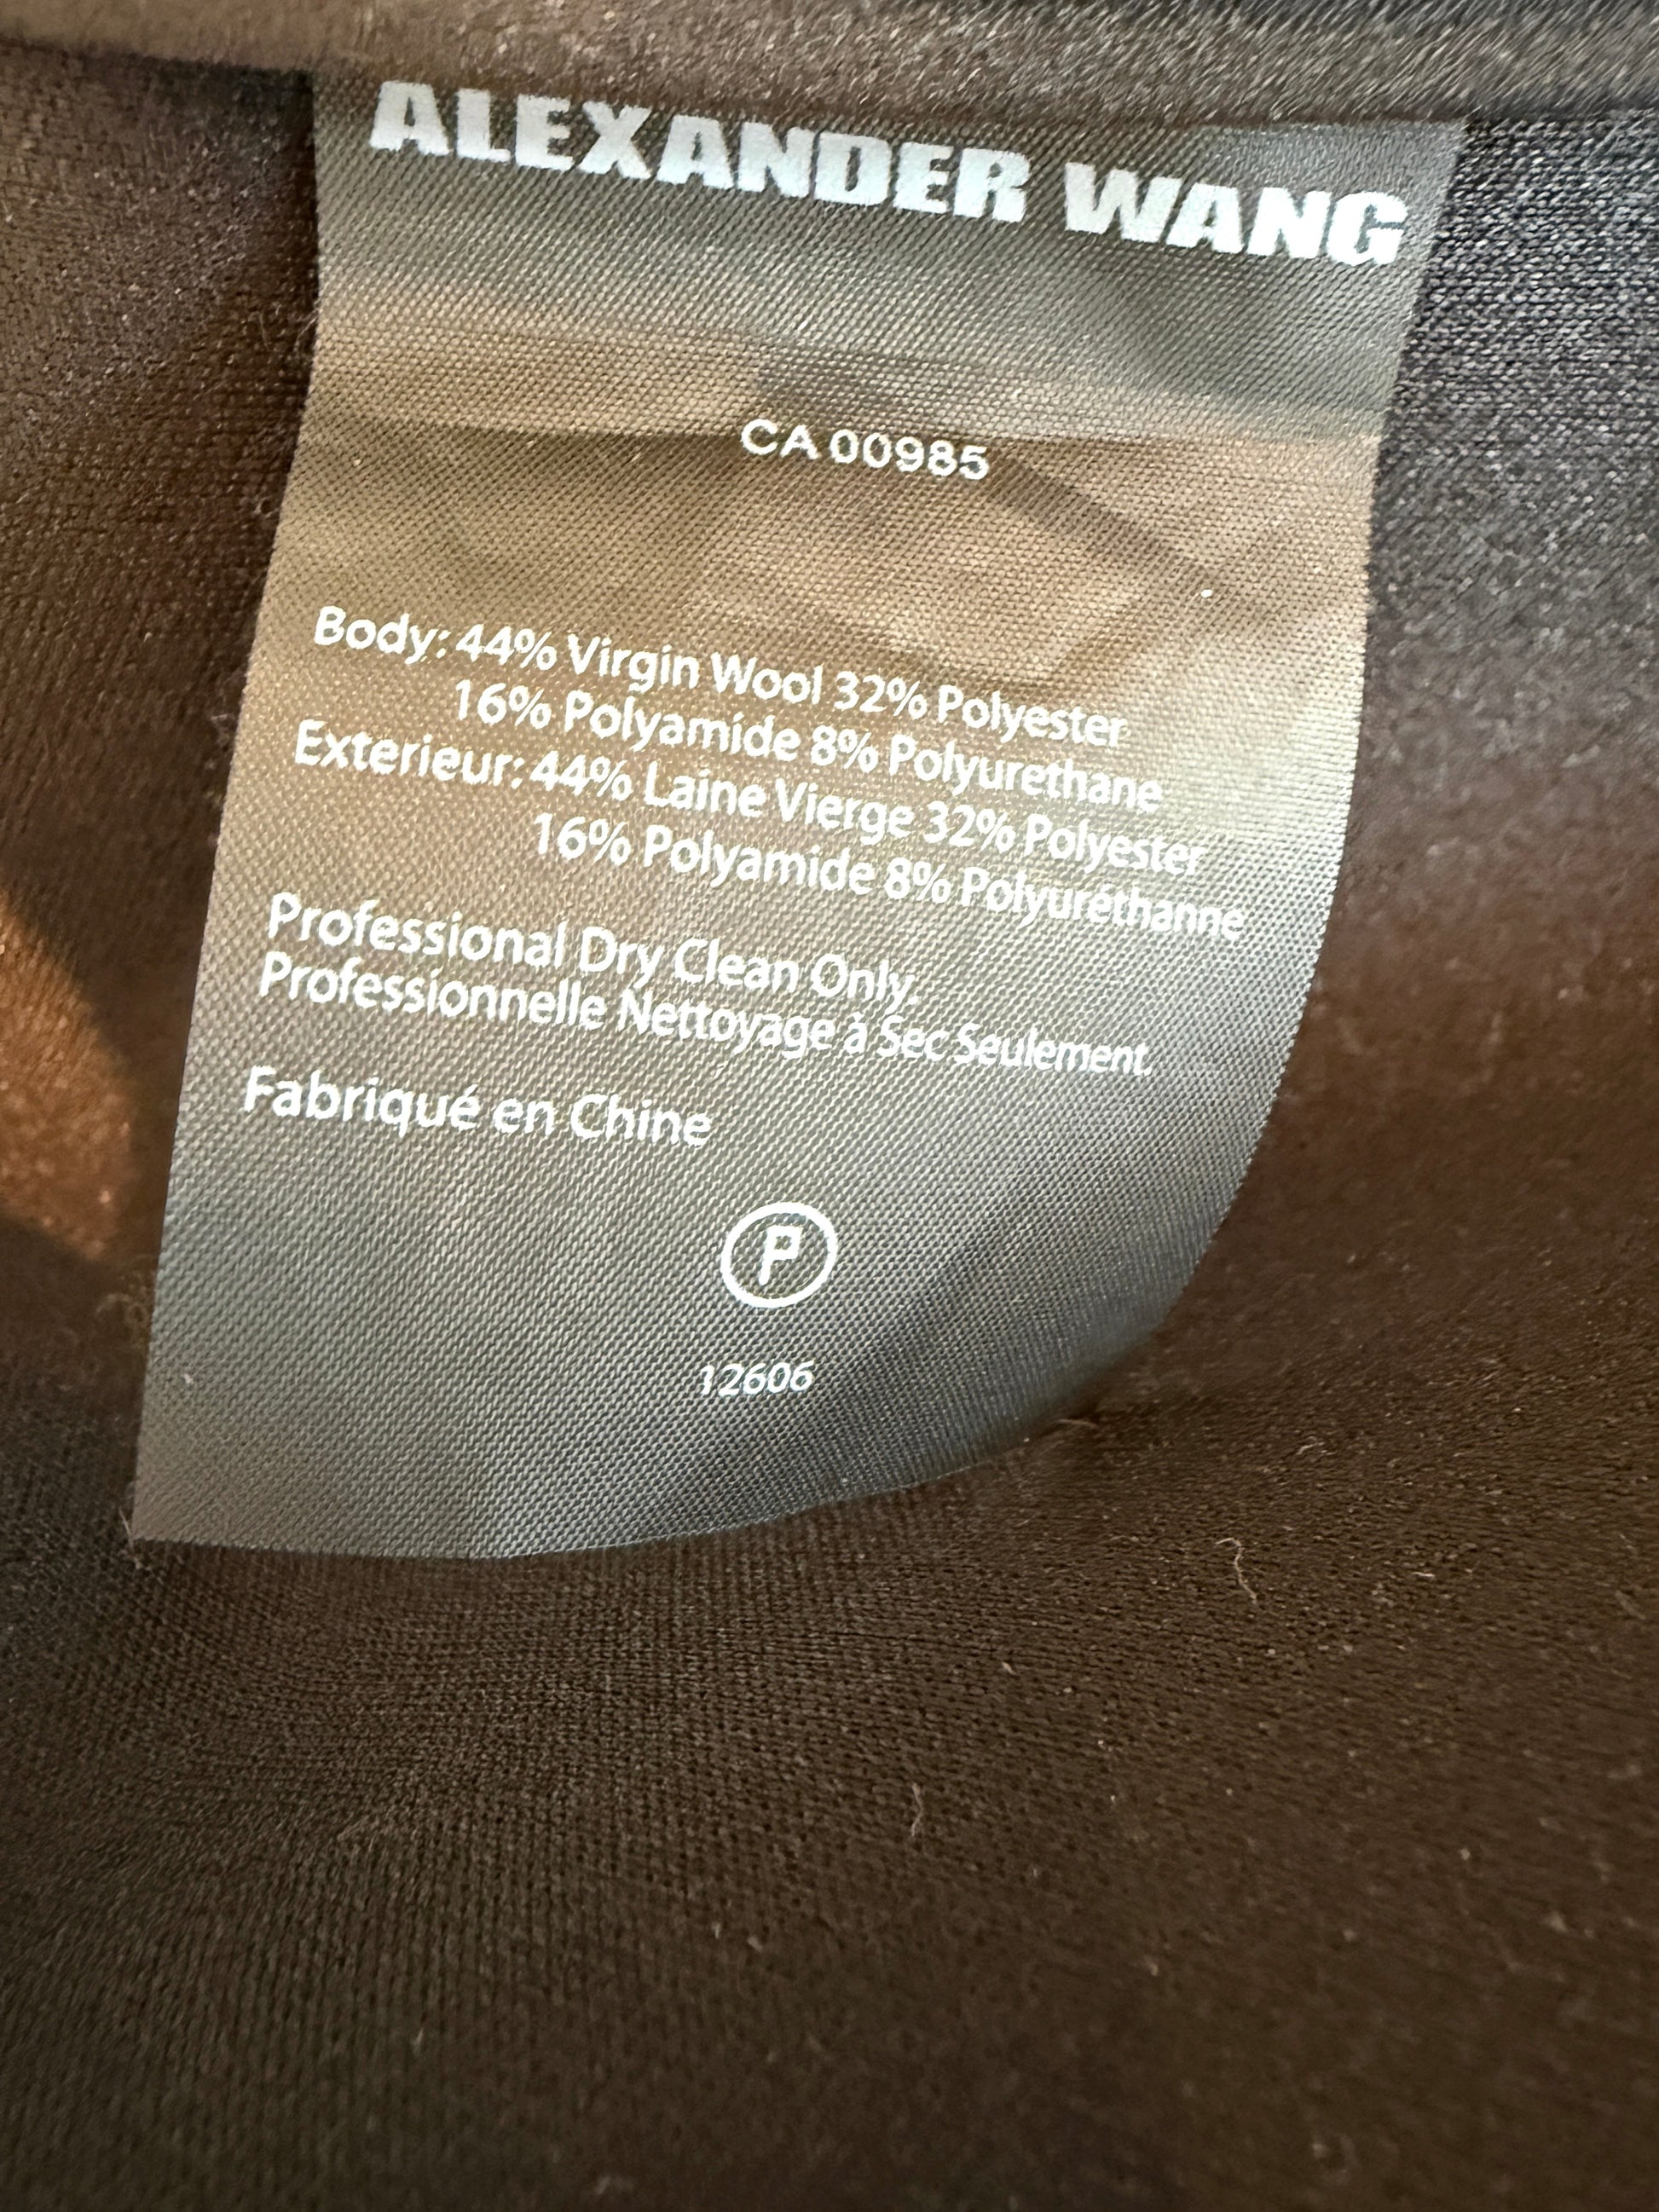 ALEXANDER WANG
CA 00985
Body: 44% Virgin Wool 32% Polyester
16% Polyamide 8% Polyurethane
Exterieur: 44% Laine Vierge 32% Polyester
16% Polyamide 8% Polyuréthanne
Professional Dry Clean Only.
Professionnelle Nettoyage à Sec Seulement.
Fabriqué en Chine
P
12606